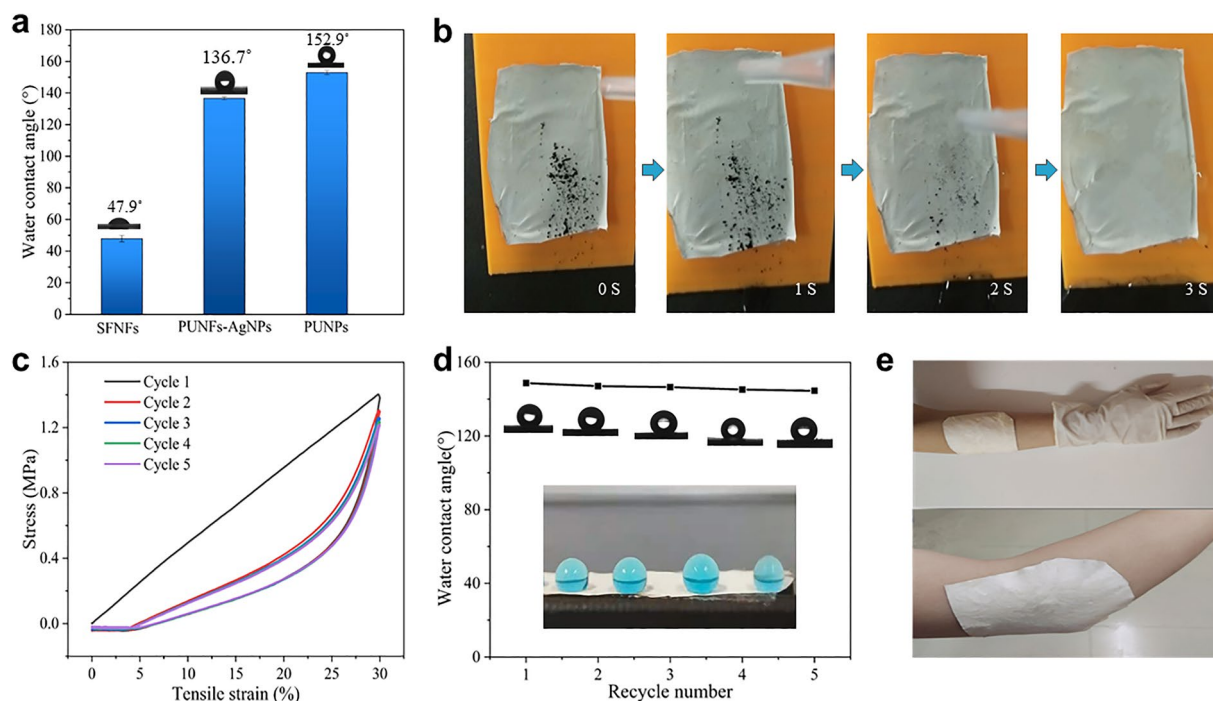 a
Water contact angle (°)
180
160
140
120
100
80
60
40
20
0
47.9°
136.7°
152.9°
SFNFs
PUNFs-AgNPs
PUNPs
b
0 S
1 S
2 S
3 S
c
Stress (MPa)
1.6
1.2
0.8
0.4
0.0
Cycle 1
Cycle 2
Cycle 3
Cycle 4
Cycle 5
0 5 10 15 20 25 30
Tensile strain (%)
d
Water contact angle(°)
160
120
80
40
0
1 2 3 4 5
Recycle number
e